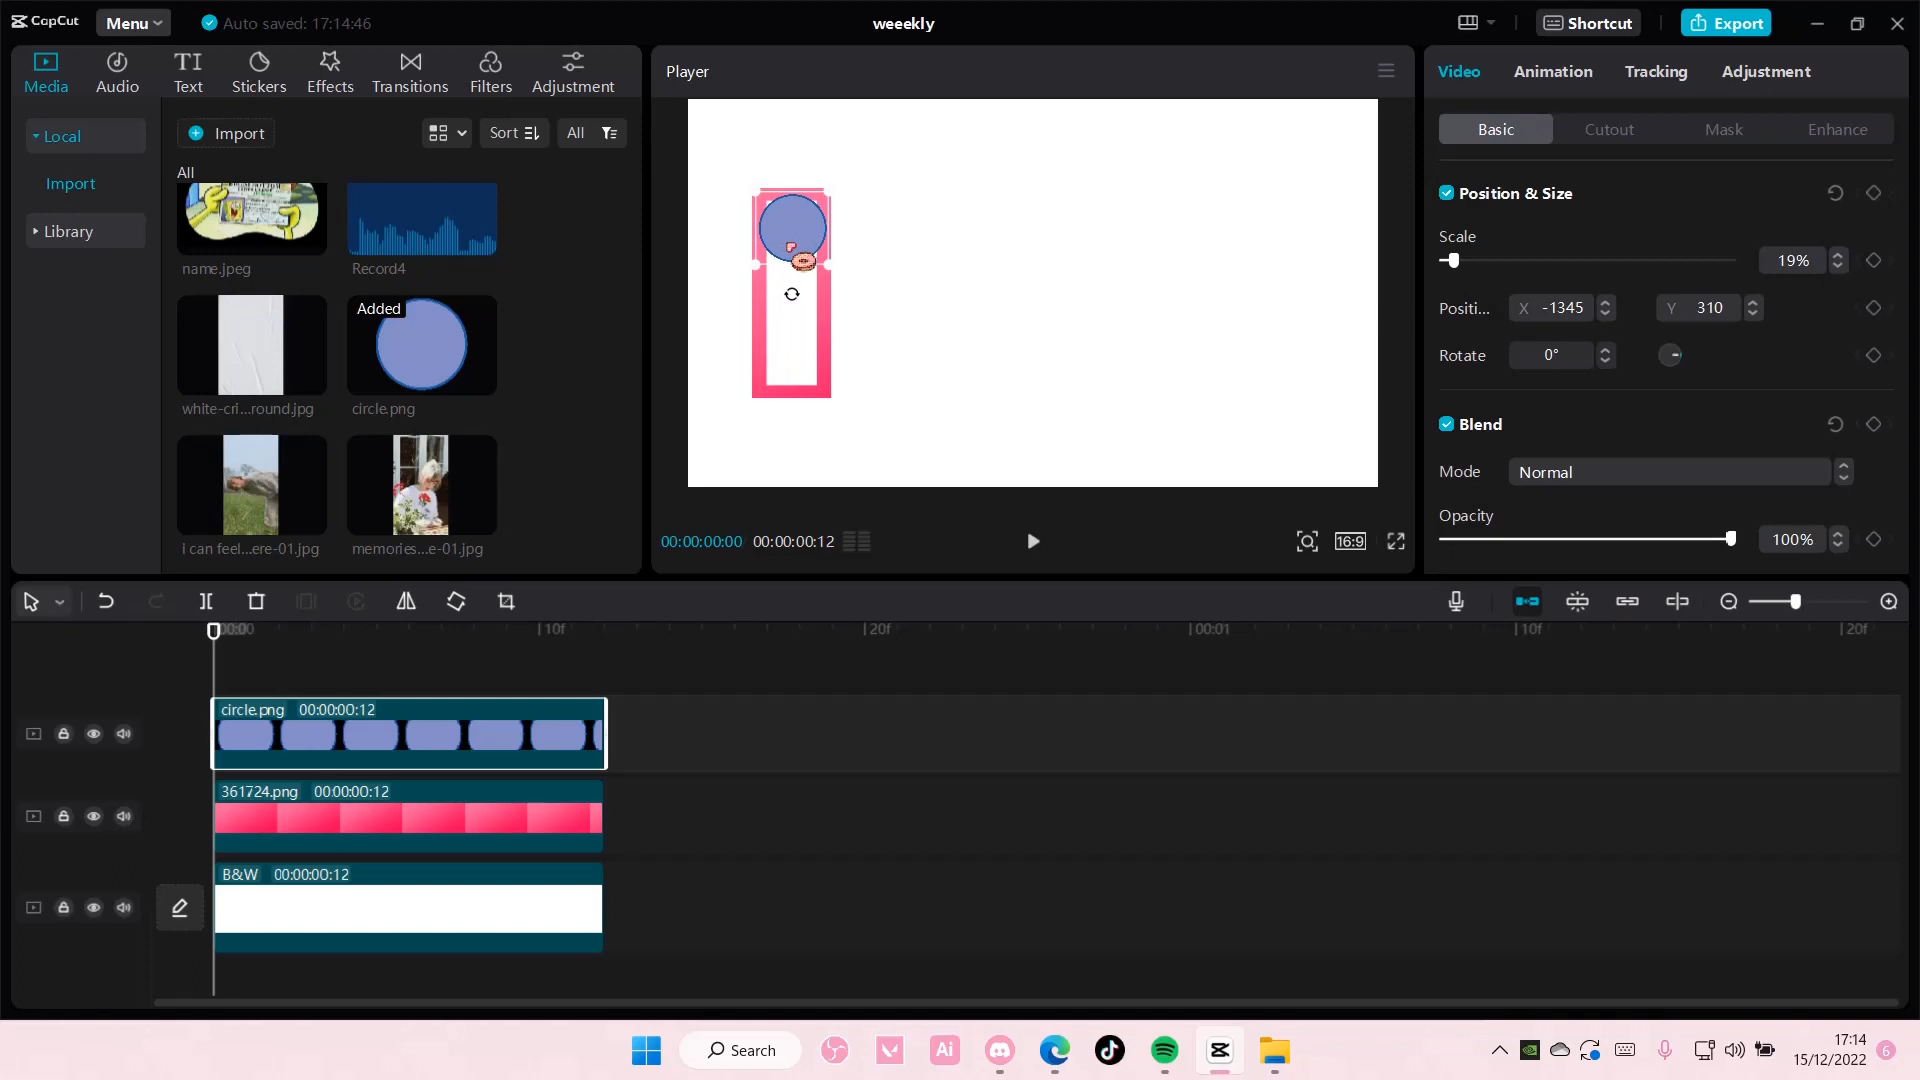 CapCut
Menu
Auto saved: 17:14:46
weeekly
Shortcut
Export
Media
Audio
Text
Stickers
Effects
Transitions
Filters
Adjustment
Local
Import
Library
Import
Sort
All
All
name.jpeg
Record4
white-cri...round.jpg
Added
circle.png
i can feel...ere-01.jpg
memories...e-01.jpg
Player
00:00:00:00
00:00:00:12
16:9
Video
Animation
Tracking
Adjustment
Basic
Cutout
Mask
Enhance
Position & Size
Scale
19%
Positi...
X -1345
Y 310
Rotate
0°
Blend
Mode
Normal
Opacity
100%
00:00
10f
20f
00:01
10f
20f
circle.png 00:00:00:12
361724.png 00:00:00:12
B&W 00:00:00:12
Search
Ai
17:14
15/12/2022
6